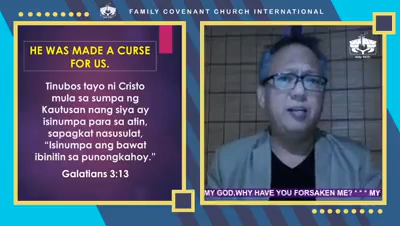 FAMILY COVENANT CHURCH INTERNATIONAL
HE WAS MADE A CURSE
FOR US.
Tinubos tayo ni Cristo
mula sa sumpa ng
Kautusan nang siya ay
isinumpa para sa atin,
sapagkat nasusulat,
“Isinumpa ang bawat
ibinitin sa punongkahoy.”
Galatians 3:13
MY GOD,WHY HAVE YOU FORSAKEN ME? * * * MY